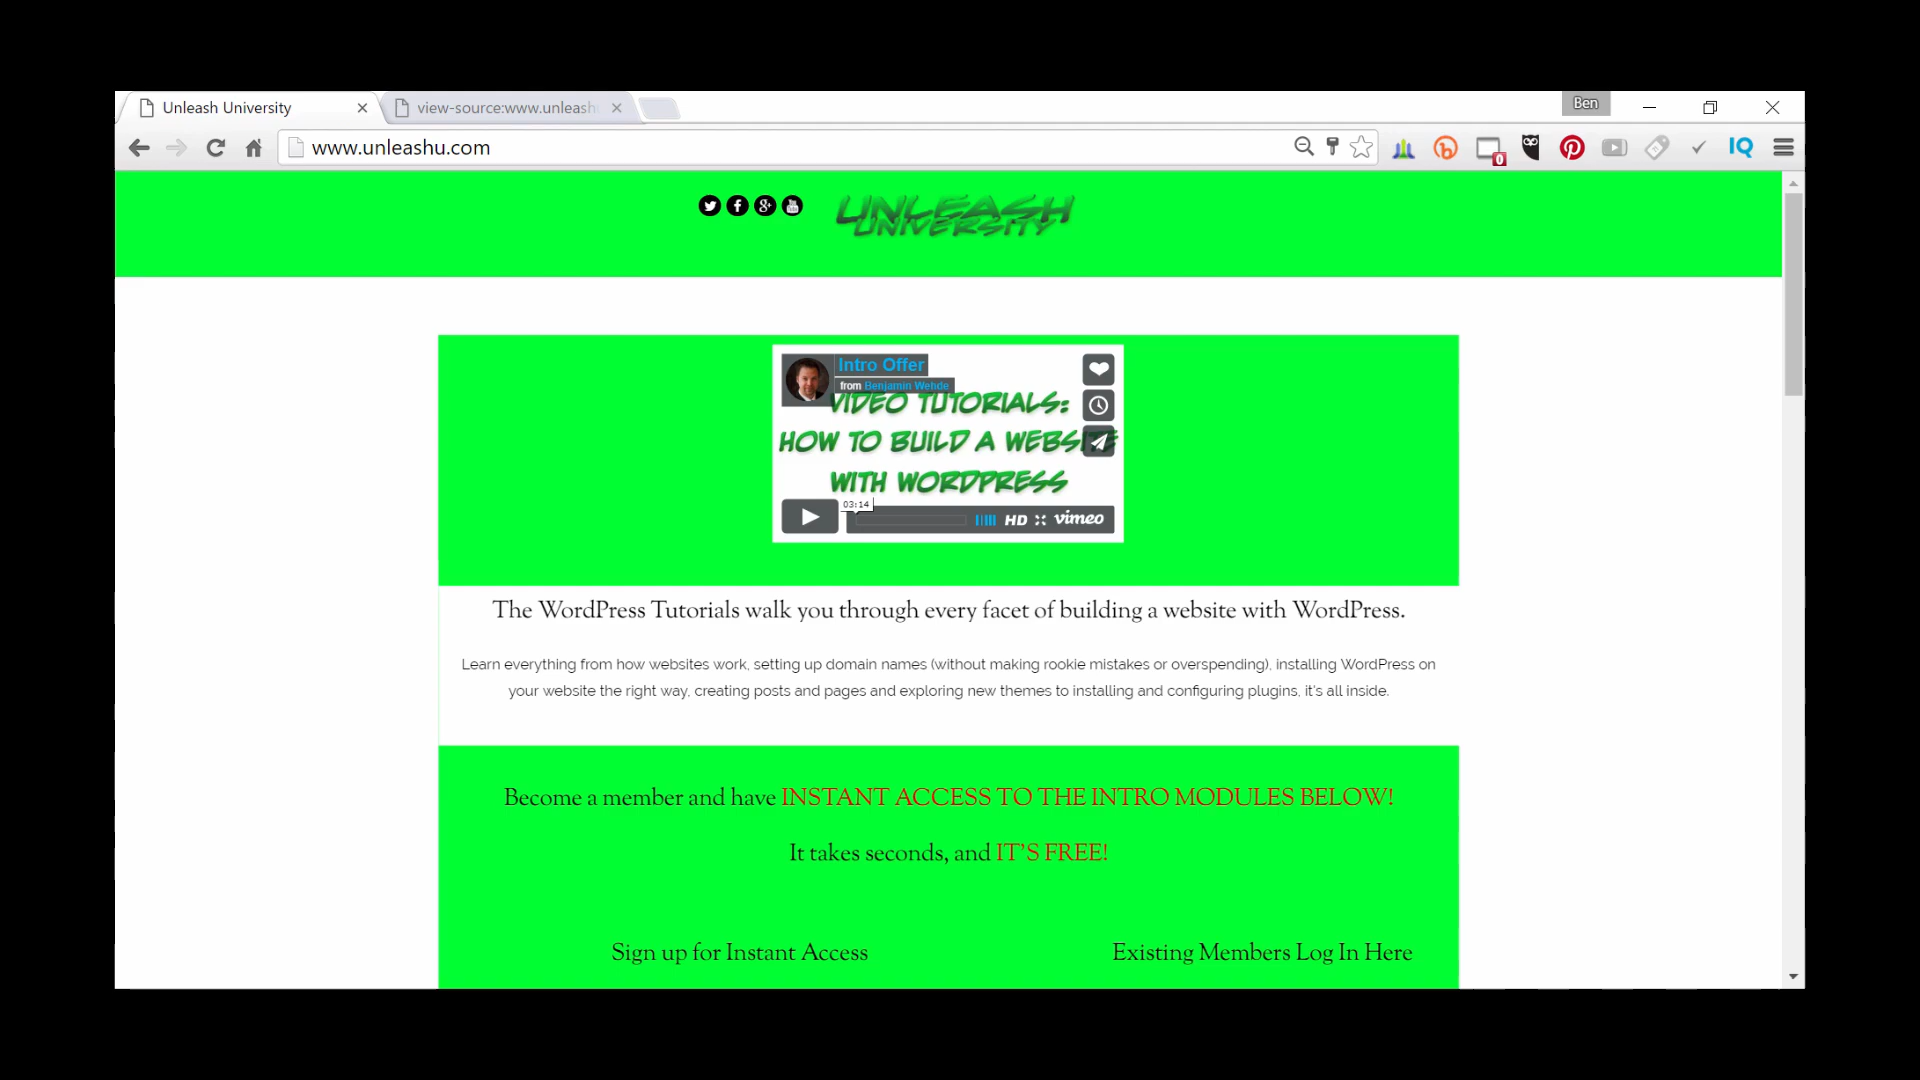 Unleash University
view-source:www.unleash
Ben
www.unleashu.com
0
IQ
UNLEASH
UNIVERSITY
Intro Offer
from Benjamin Wehde
VIDEO TUTORIALS:
HOW TO BUILD A WEBSITE
WITH WORDPRESS
03:14
HD vimeo
The WordPress Tutorials walk you through every facet of building a website with WordPress.
Learn everything from how websites work, setting up domain names (without making rookie mistakes or overspending), installing WordPress on
your website the right way, creating posts and pages and exploring new themes to installing and configuring plugins, it's all inside.
Become a member and have INSTANT ACCESS TO THE INTRO MODULES BELOW!
It takes seconds, and IT'S FREE!
Sign up for Instant Access
Existing Members Log In Here